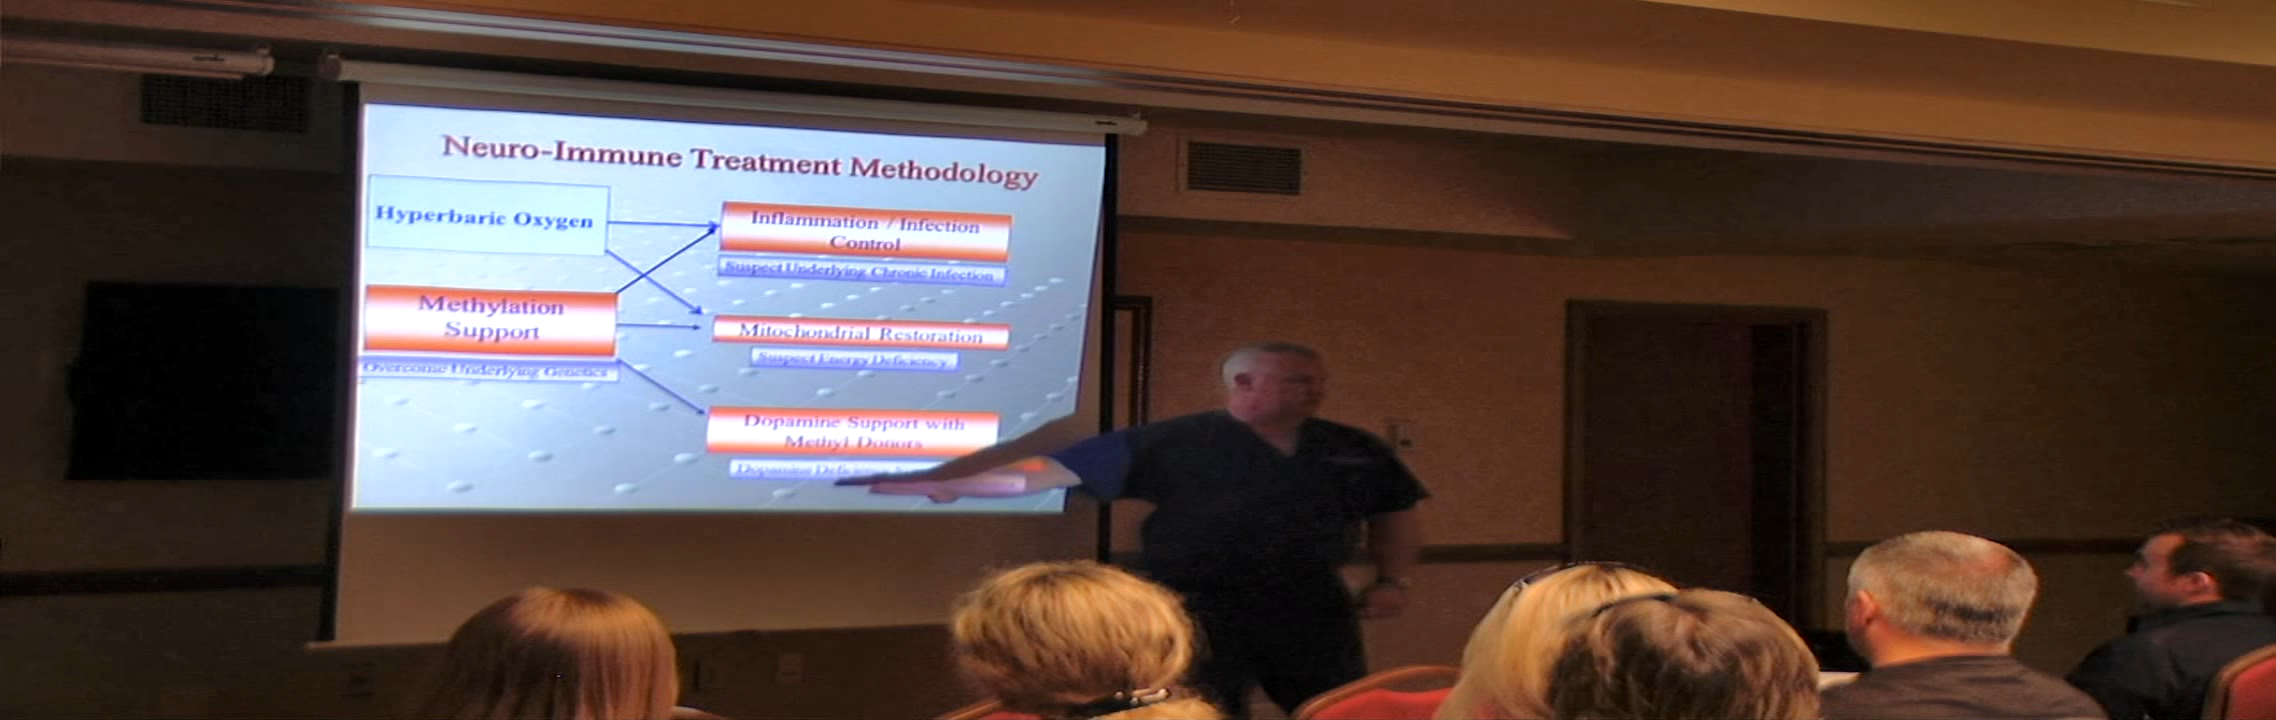 Neuro-Immune Treatment Methodology
Hyperbaric Oxygen
Inflammation / Infection
Control
Suspect Underlying Chronic Infection
Methylation
Support
Overcome Underlying Genetics
Mitochondrial Restoration
Suspect Energy Deficiency
Dopamine Support with
Methyl Donors
Dopamine